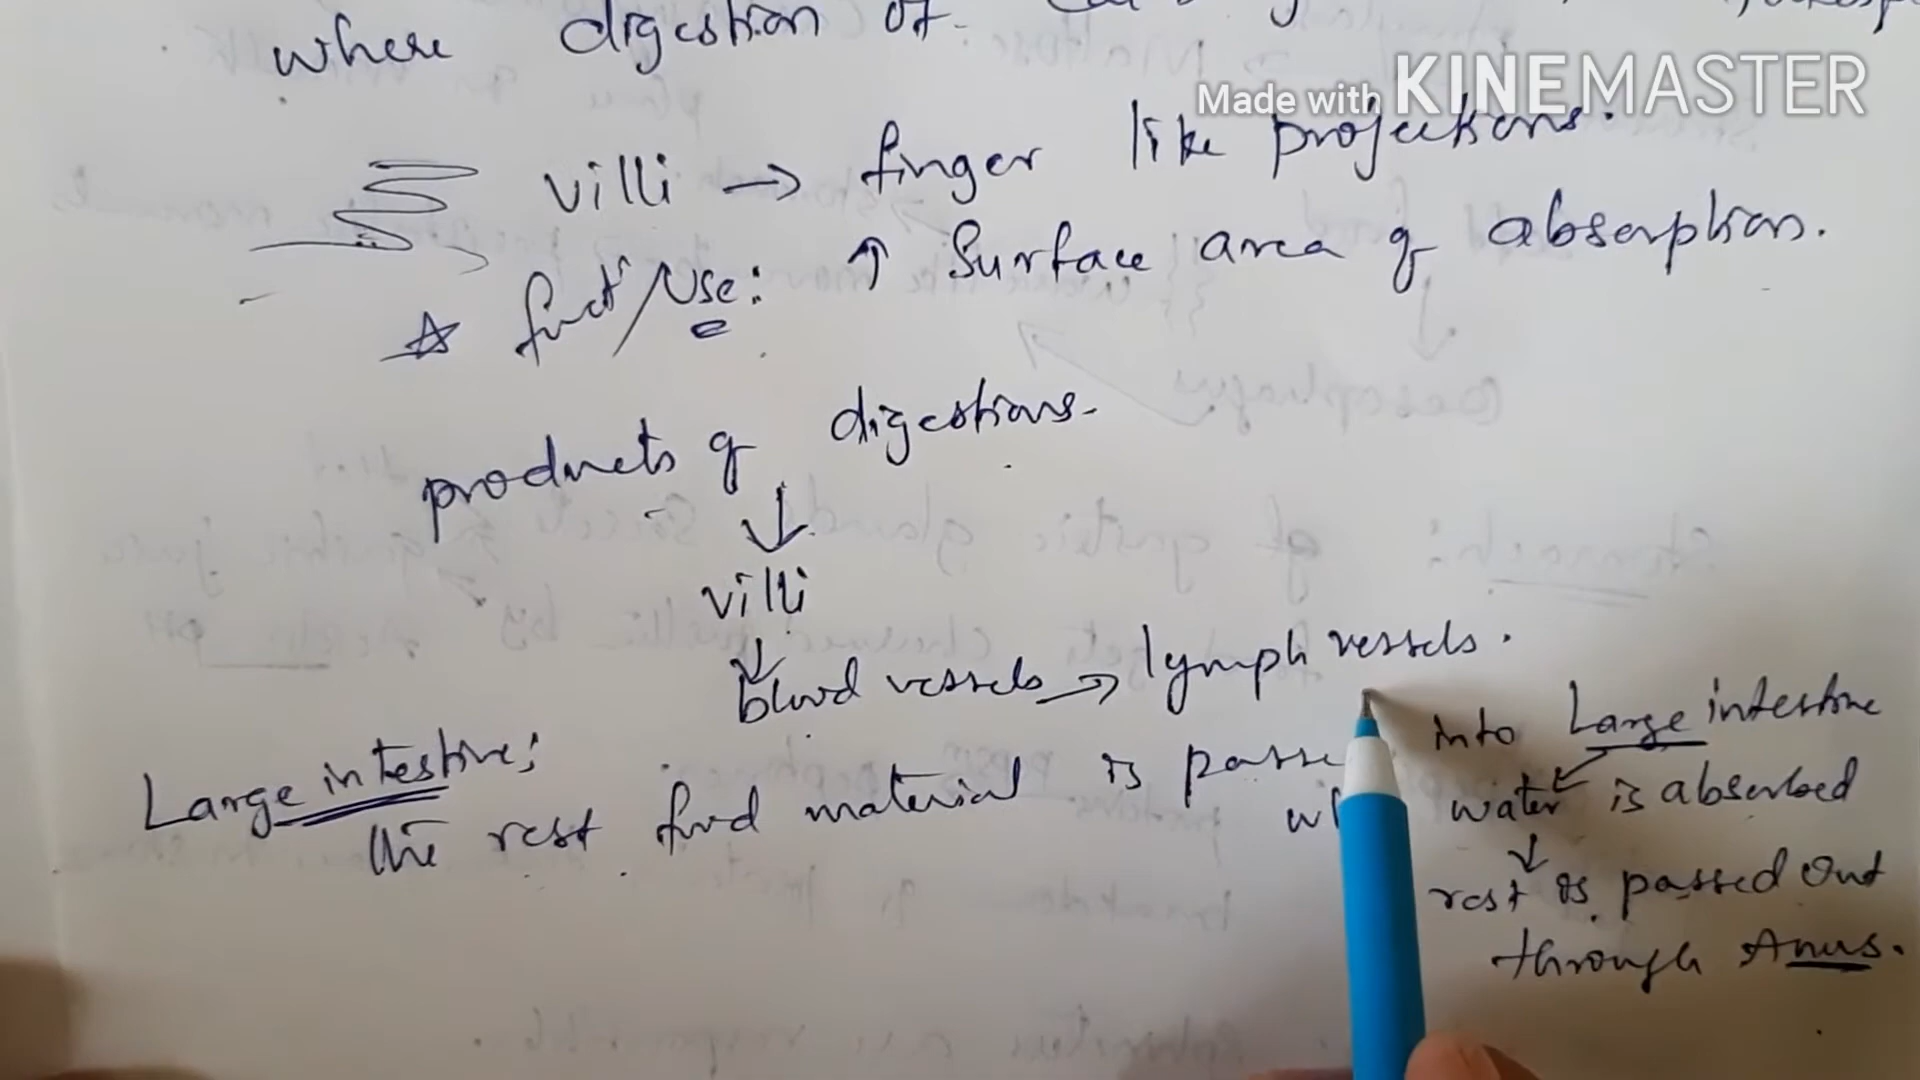 where digestion of
Made with KINEMASTER
villi → finger like projections.
☆ funct^n/Use: ↑ Surface area of absorption.
products of digestions.
↓
villi
↓
blood vessels → lymph vessels.
Large intestine:
the rest food material is passe into Large intestine
water is absorbed
↓
rest is passed out
through Anus.